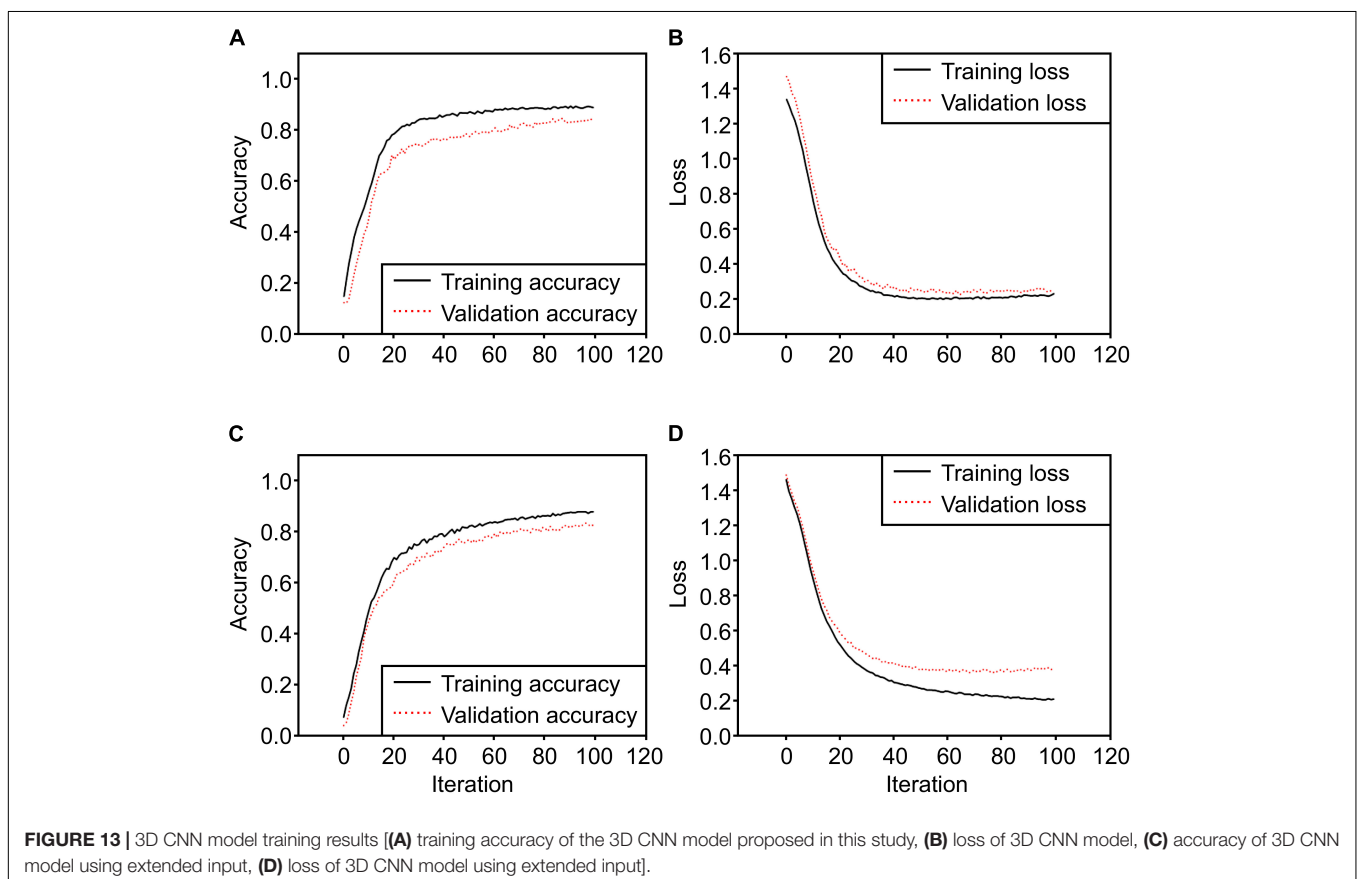 A
Accuracy
1.0
0.8
0.6
0.4
0.2
0.0
0 20 40 60 80 100 120
Training accuracy
Validation accuracy
B
Loss
1.6
1.4
1.2
1.0
0.8
0.6
0.4
0.2
0.0
0 20 40 60 80 100 120
Training loss
Validation loss
C
Accuracy
1.0
0.8
0.6
0.4
0.2
0.0
0 20 40 60 80 100 120
Iteration
Training accuracy
Validation accuracy
D
Loss
1.6
1.4
1.2
1.0
0.8
0.6
0.4
0.2
0.0
0 20 40 60 80 100 120
Iteration
Training loss
Validation loss
FIGURE 13 | 3D CNN model training results [(A) training accuracy of the 3D CNN model proposed in this study, (B) loss of 3D CNN model, (C) accuracy of 3D CNN
model using extended input, (D) loss of 3D CNN model using extended input].